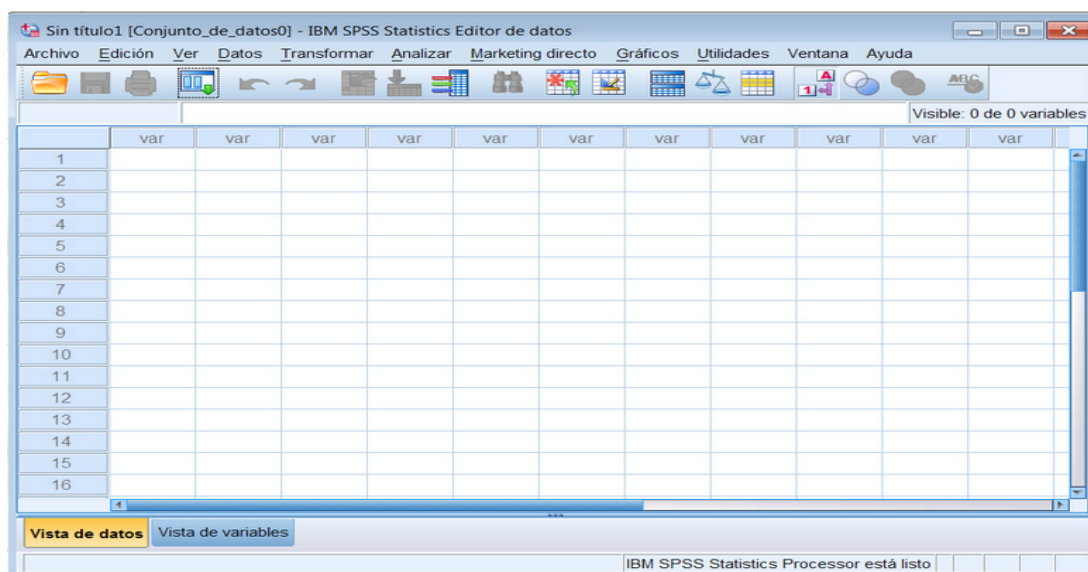 Sin título1 [Conjunto_de_datos0] - IBM SPSS Statistics Editor de datos
Archivo Edición Ver Datos Transformar Analizar Marketing directo Gráficos Utilidades Ventana Ayuda
1 A ABC
Visible: 0 de 0 variables
var var var var var var var var var var var
1
2
3
4
5
6
7
8
9
10
11
12
13
14
15
16
Vista de datos Vista de variables
IBM SPSS Statistics Processor está listo